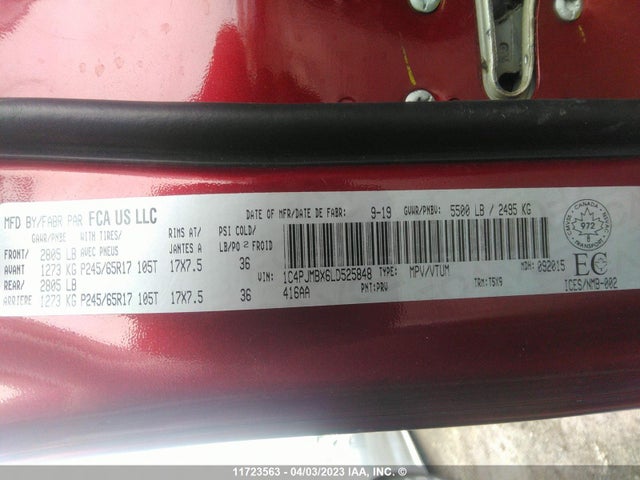 MFD BY/FABR PAR FCA US LLC
DATE OF MFR/DATE DE FABR: 9-19 GVWR/PNBV: 5500 LB / 2495 KG
GAWR/PNBE WITH TIRES/ RIMS AT/ PSI COLD/
AVEC PNEUS JANTES A LB/PO 2 FROID
FRONT/ 2805 LB
AVANT 1273 KG P245/65R17 105T 17X7.5 36
REAR/ 2805 LB
ARRIERE 1273 KG P245/65R17 105T 17X7.5 36
VIN: 1C4PJMBX6LD525848 TYPE: MPV/VTUM MDH: 092015
416AA PNT: PRV TRM: T5X9
CANADA
972
EC
ICES/NMB-002
11723563 - 04/03/2023 IAA, Inc.